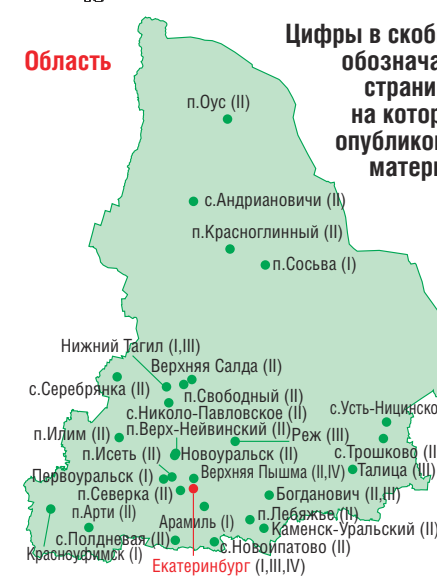 Область
Цифры в скоб
обознача
страни
на котор
опубликов
матери
п.Оус (II)
с.Андриановичи (II)
п.Красноглинный (II)
п.Сосьва (I)
Нижний Тагил (I,III)
Верхняя Салда (II)
с.Серебрянка (II)
п.Свободный (II)
с.Николо-Павловское (II)
с.Усть-Ницинско
п.Верх-Нейвинский (II)
Реж (III)
п.Илим (II)
с.Трошково (II)
п.Исеть (II)
Новоуральск (II)
Талица (III)
Первоуральск (I)
Верхняя Пышма (II,IV)
п.Северка (II)
Богданович (II,III)
п.Арти (II)
Арамиль (I)
п.Лебяжье (II)
Каменск-Уральский (II)
с.Полдневая (II)
с.Новоипатово (II)
Красноуфимск (I)
Екатеринбург (I,III,IV)